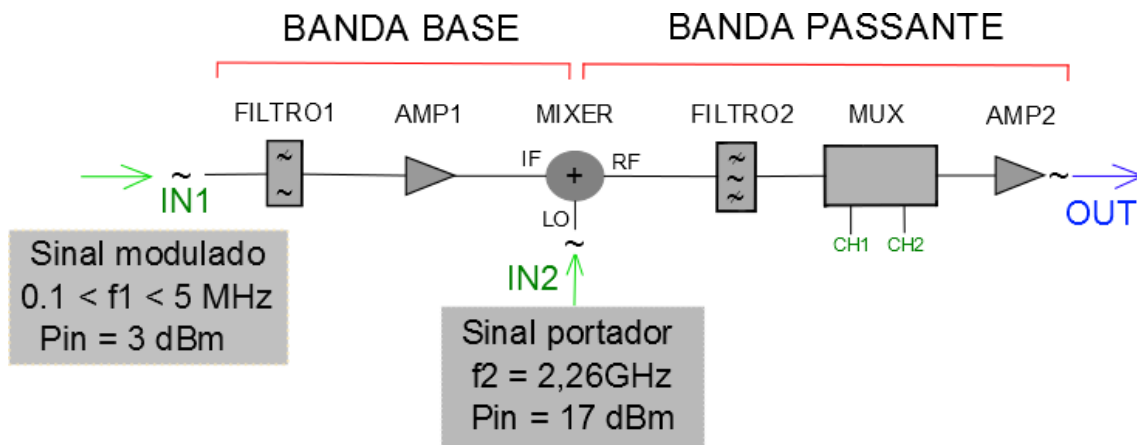 BANDA BASE
BANDA PASSANTE
FILTRO1
AMP1
MIXER
FILTRO2
MUX
AMP2
IF
RF
LO
IN1
IN2
CH1
CH2
OUT
Sinal modulado
0.1 < f1 < 5 MHz
Pin = 3 dBm
Sinal portador
f2 = 2,26GHz
Pin = 17 dBm